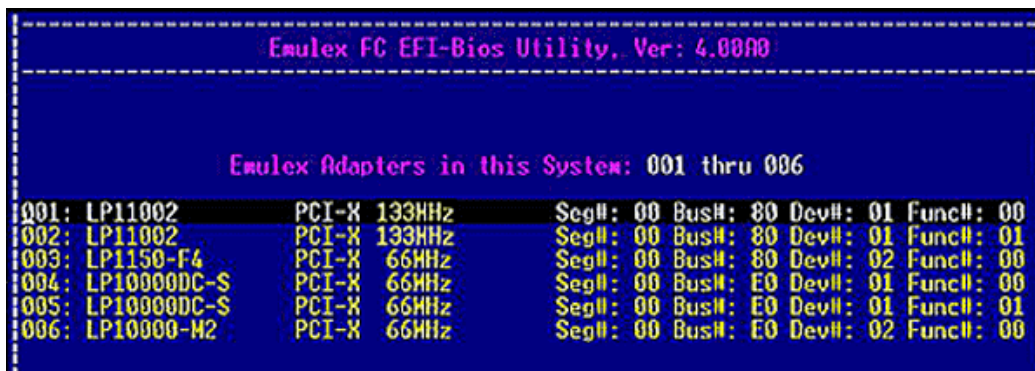 Emulex FC EFI-Bios Utility, Ver: 4.00A0
Emulex Adapters in this System: 001 thru 006
001: LP11002 PCI-X 133MHz Seg#: 00 Bus#: 80 Dev#: 01 Func#: 00
002: LP11002 PCI-X 133MHz Seg#: 00 Bus#: 80 Dev#: 01 Func#: 01
003: LP1150-F4 PCI-X 66MHz Seg#: 00 Bus#: 80 Dev#: 02 Func#: 00
004: LP10000DC-S PCI-X 66MHz Seg#: 00 Bus#: E0 Dev#: 01 Func#: 00
005: LP10000DC-S PCI-X 66MHz Seg#: 00 Bus#: E0 Dev#: 01 Func#: 01
006: LP10000-M2 PCI-X 66MHz Seg#: 00 Bus#: E0 Dev#: 02 Func#: 00